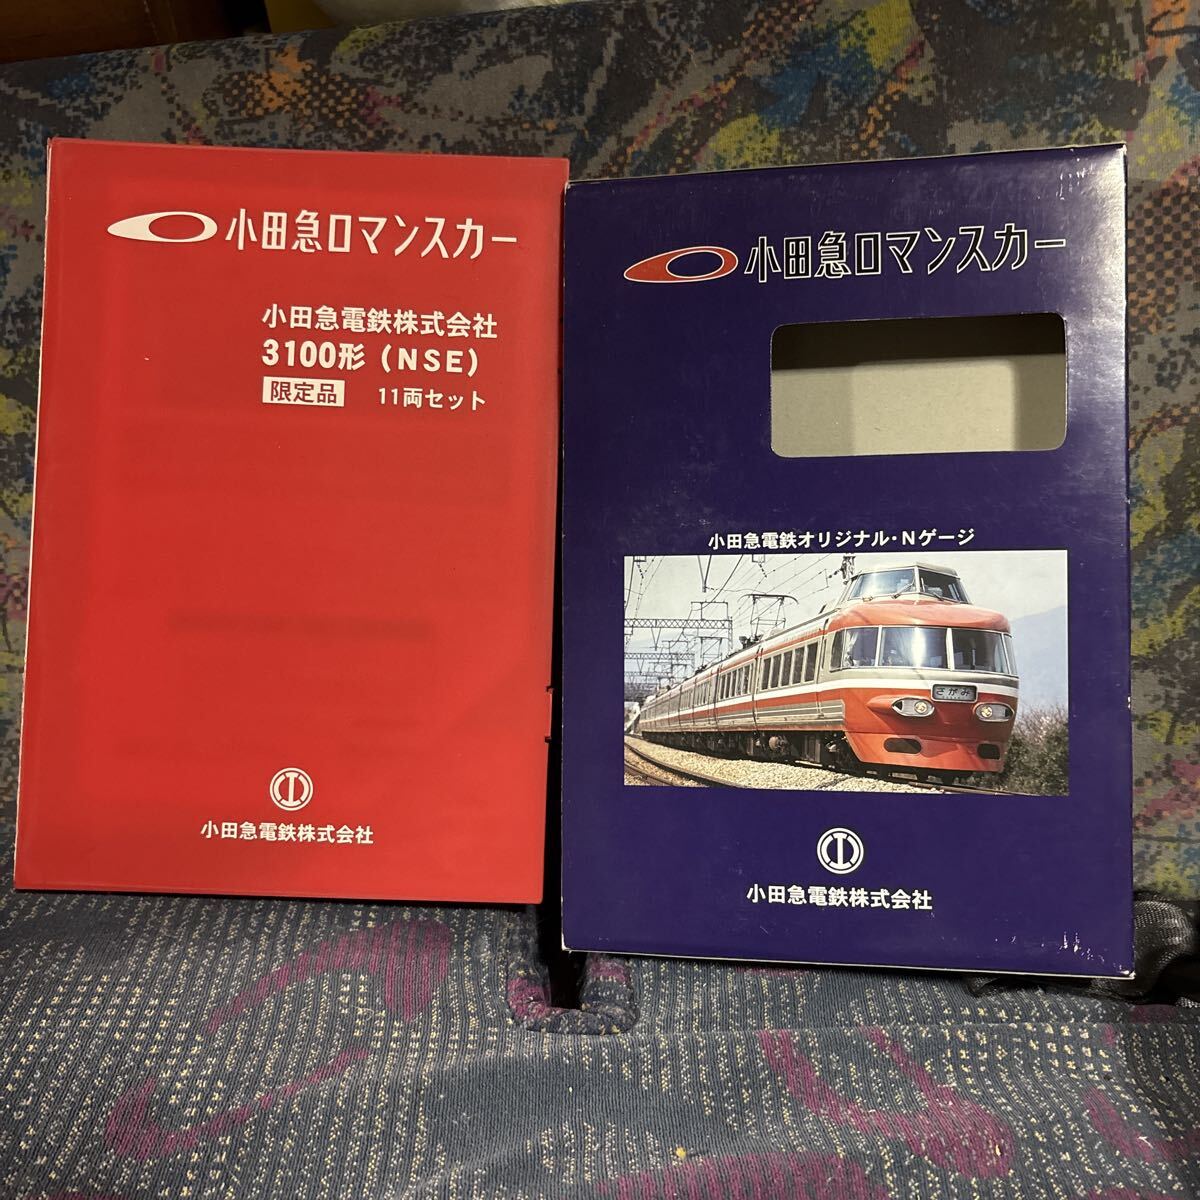 小田急ロマンスカー
小田急電鉄株式会社
3100形（NSE）
限定品 11両セット
小田急電鉄株式会社
小田急ロマンスカー
小田急電鉄オリジナル・Nゲージ
さがみ
小田急電鉄株式会社